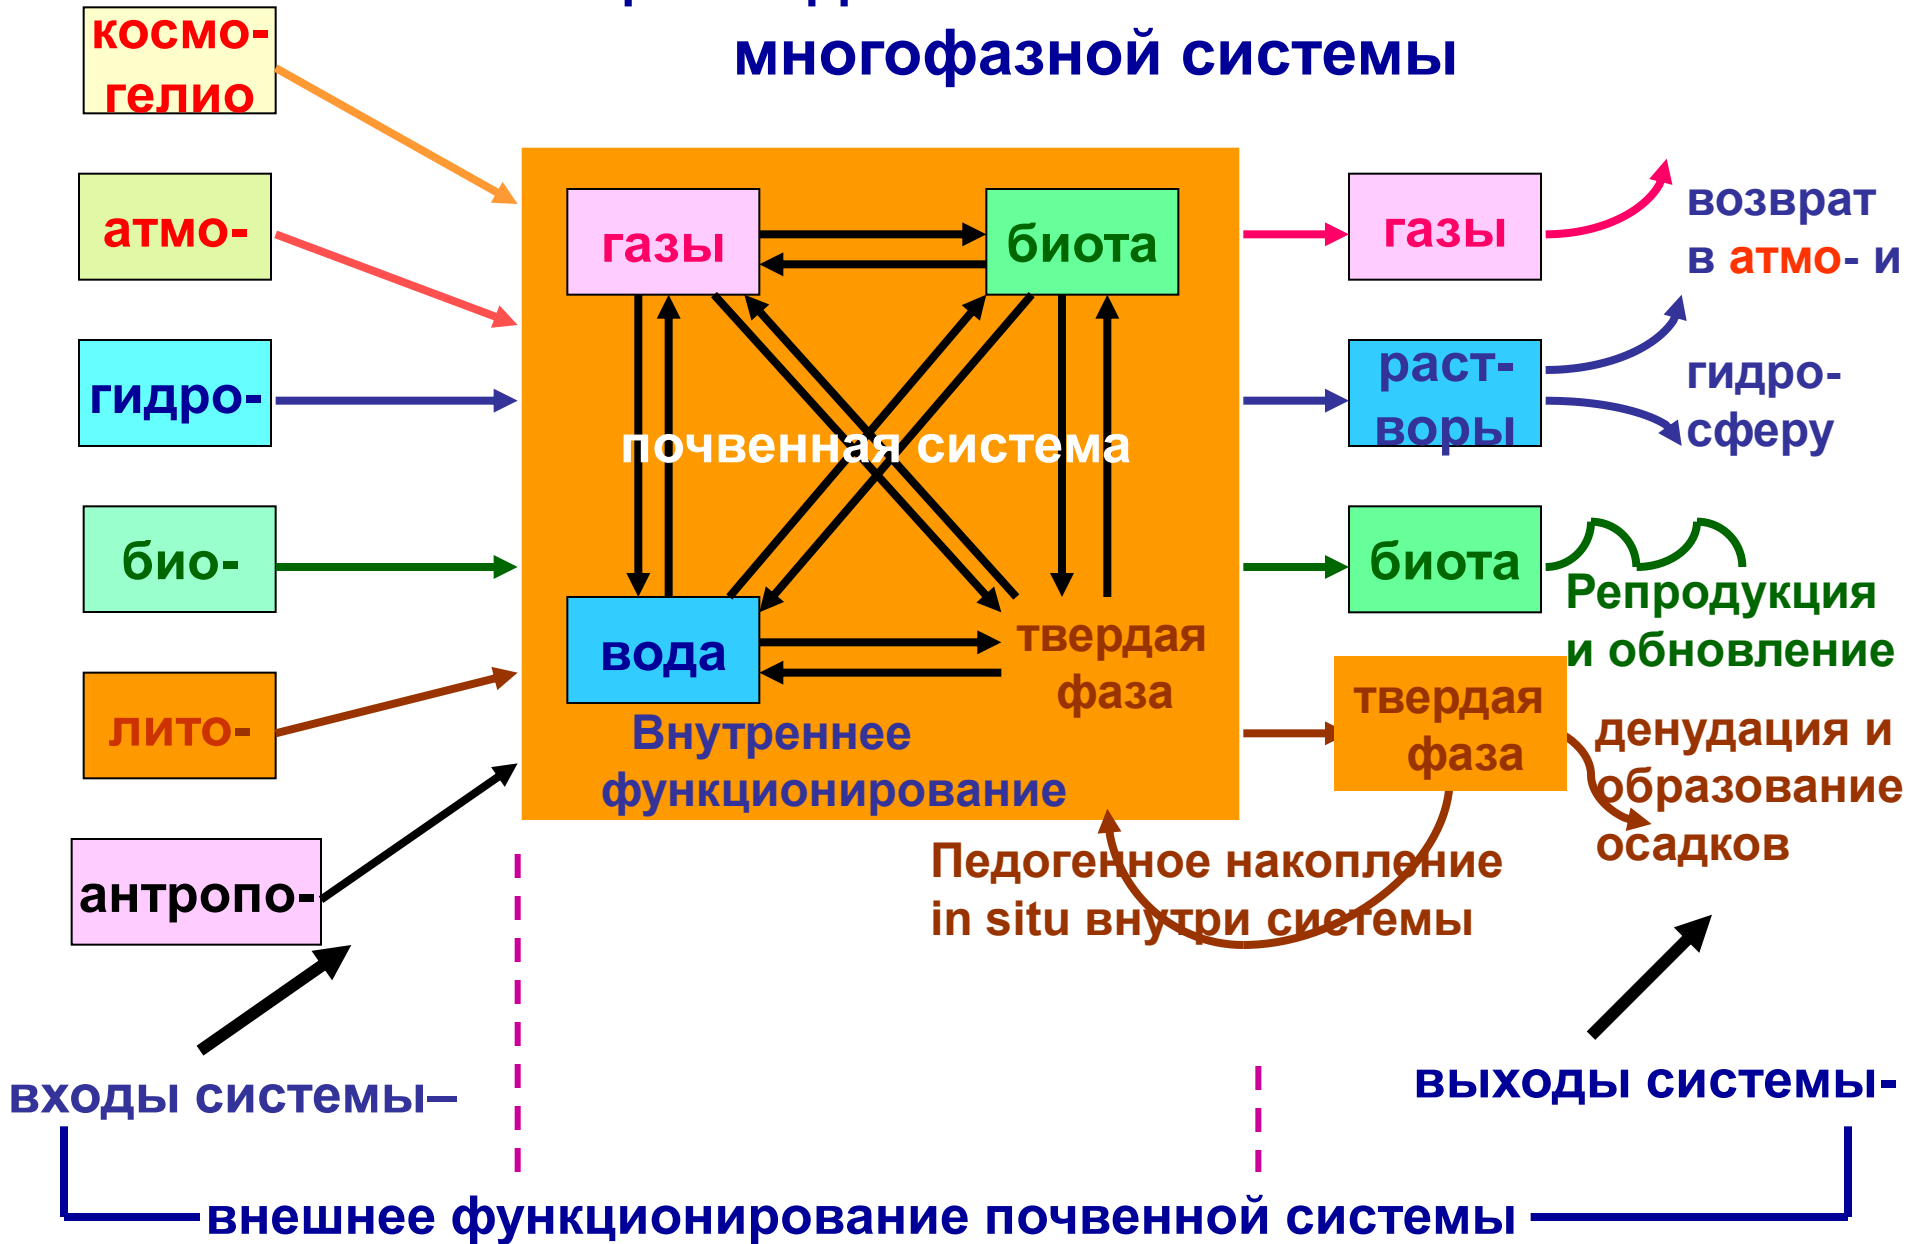 многофазной системы
космо-
гелио
атмо-
гидро-
био-
лито-
антропо-
газы
биота
почвенная система
вода
твердая
фаза
Внутреннее
функционирование
газы
раст-
воры
биота
твердая
фаза
возврат
в атмо- и
гидро-
сферу
Репродукция
и обновление
денудация и
образование
осадков
Педогенное накопление
in situ внутри системы
входы системы–
выходы системы-
внешнее функционирование почвенной системы